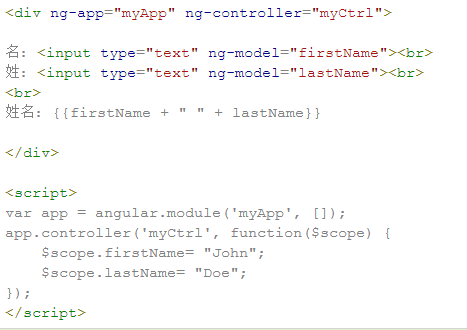 <div ng-app="myApp" ng-controller="myCtrl">
名: <input type="text" ng-model="firstName"><br>
姓: <input type="text" ng-model="lastName"><br>
<br>
姓名: {{firstName + " " + lastName}}
</div>
<script>
var app = angular.module('myApp', []);
app.controller('myCtrl', function($scope) {
    $scope.firstName= "John";
    $scope.lastName= "Doe";
});
</script>